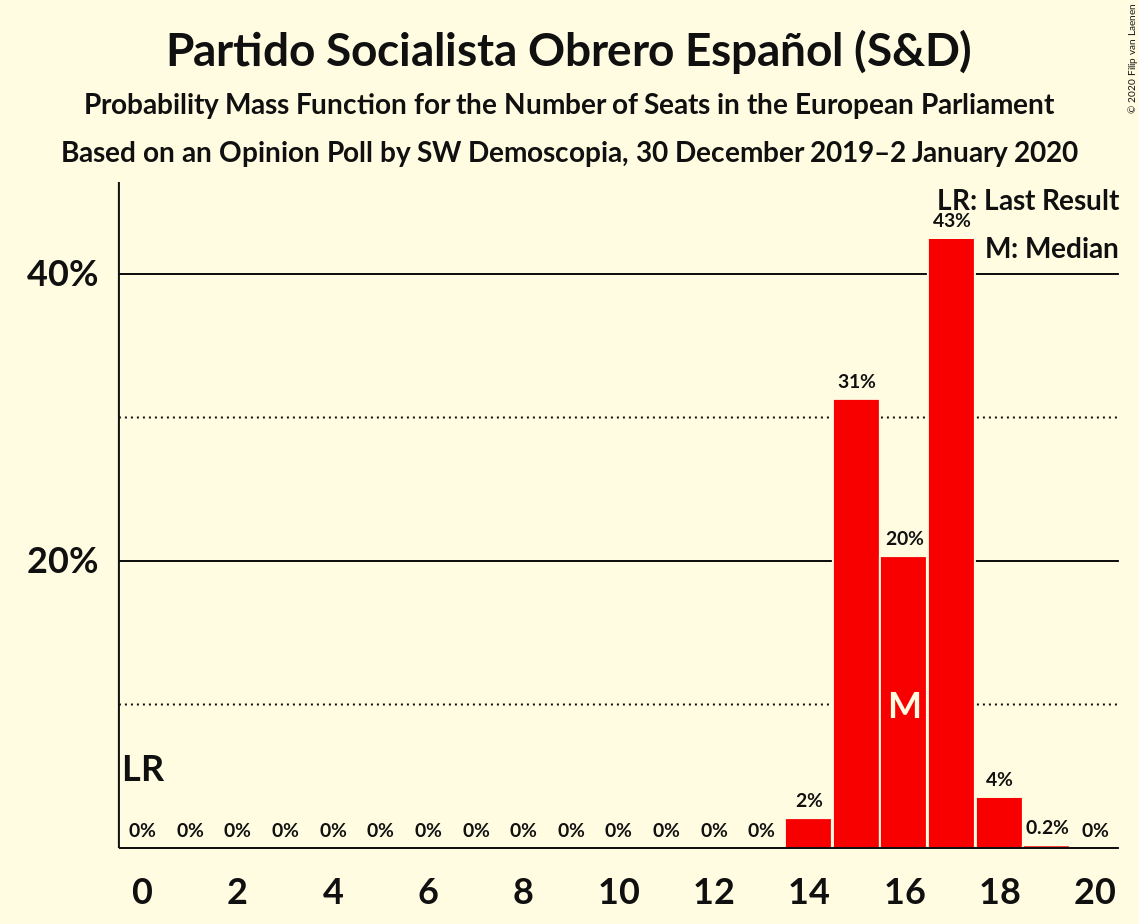 Partido Socialista Obrero Español (S&D)
Probability Mass Function for the Number of Seats in the European Parliament
Based on an Opinion Poll by SW Demoscopia, 30 December 2019–2 January 2020
© 2020 Filip van Laenen
LR: Last Result
M: Median
43%
40%
31%
20%
20%
M
LR
4%
2%
0% 0% 0% 0% 0% 0% 0% 0% 0% 0% 0% 0% 0% 0% 0.2% 0%
0 2 4 6 8 10 12 14 16 18 20